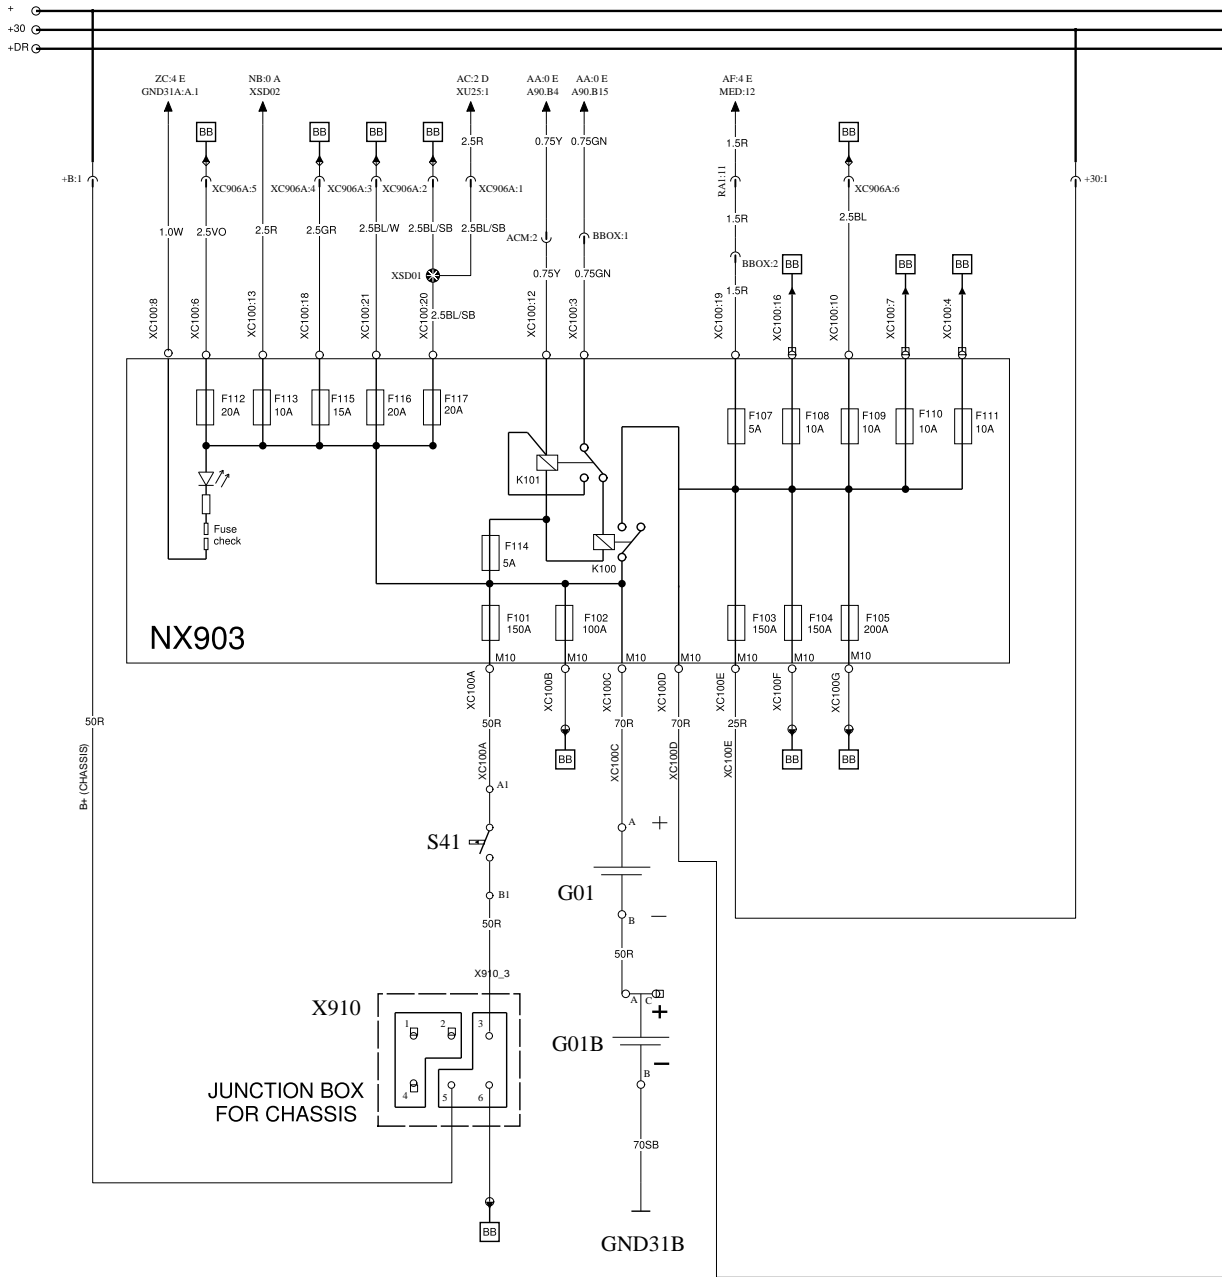 +
+30
+DR
ZC:4 E
GND31A:A.1
NB:0 A
XSD02
AC:2 D
XU25:1
AA:0 E
A90.B4
AA:0 E
A90.B15
AF:4 E
MED:12
BB
BB
BB
BB
2.5R
0.75Y
0.75GN
1.5R
BB
+B:1
XC906A:5
XC906A:4
XC906A:3
XC906A:2
XC906A:1
RA1:11
XC906A:6
+30:1
1.0W
2.5VO
2.5R
2.5GR
2.5BL/W
2.5BL/SB
2.5BL/SB
ACM:2
BBOX:1
1.5R
2.5BL
XSD01
0.75Y
0.75GN
BBOX:2
BB
BB
BB
1.5R
2.5BL/SB
XC100:8
XC100:6
XC100:13
XC100:18
XC100:21
XC100:20
XC100:12
XC100:3
XC100:19
XC100:16
XC100:10
XC100:7
XC100:4
F112
20A
F113
10A
F115
15A
F116
20A
F117
20A
F107
5A
F108
10A
F109
10A
F110
10A
F111
10A
K101
Fuse
check
F114
5A
K100
NX903
F101
150A
F102
100A
F103
150A
F104
150A
F105
200A
M10
M10
M10
M10
M10
M10
M10
XC100A
XC100B
XC100C
XC100D
XC100E
XC100F
XC100G
50R
50R
70R
70R
25R
B+ (CHASSIS)
XC100A
XC100C
XC100D
XC100E
BB
BB
BB
A1
S41
A
+
G01
B1
B
–
50R
50R
X910_3
X910
A
C
+
1
2
3
G01B
–
B
JUNCTION BOX
FOR CHASSIS
4
5
6
70SB
BB
GND31B